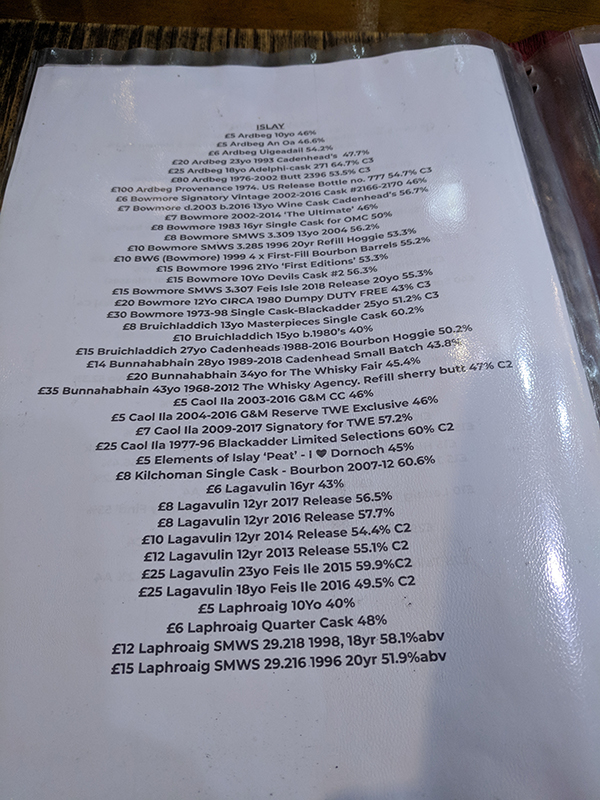 ISLAY
£5 Ardbeg 10yo 46%
£5 Ardbeg An Oa 46.6%
£6 Ardbeg Uigeadail 54.2%
£20 Ardbeg 23yo 1993 Cadenhead's 47.7%
£25 Ardbeg 18yo Adelphi-cask 271 64.7% C3
£80 Ardbeg 1976-2002 Butt 2396 53.5% C3
£100 Ardbeg Provenance 1974. US Release Bottle no. 777 54.7% C3
£6 Bowmore Signatory Vintage 2002-2016 Cask #2166-2170 46%
£7 Bowmore d.2003 b.2016 13yo Wine Cask Cadenhead's 56.7%
£7 Bowmore 2002-2014 'The Ultimate' 46%
£8 Bowmore 1983 16yr Single Cask for OMC 50%
£8 Bowmore SMWS 3.309 13yo 2004 56.2%
£10 Bowmore SMWS 3.285 1996 20yr Refill Hoggie 53.3%
£10 BW6 (Bowmore) 1999 4 x First-Fill Bourbon Barrels 55.2%
£15 Bowmore 1996 21Yo 'First Editions' 53.3%
£15 Bowmore 10Yo Devils Cask #2 56.3%
£15 Bowmore SMWS 3.307 Feis Isle 2018 Release 20yo 55.3%
£20 Bowmore 12Yo CIRCA 1980 Dumpy DUTY FREE 43% C3
£30 Bowmore 1973-98 Single Cask-Blackadder 25yo 51.2% C3
£8 Bruichladdich 13yo Masterpieces Single Cask 60.2%
£10 Bruichladdich 15yo b.1980's 40%
£15 Bruichladdich 27yo Cadenheads 1988-2016 Bourbon Hoggie 50.2%
£14 Bunnahabhain 28yo 1989-2018 Cadenhead Small Batch 43.8%
£20 Bunnahabhain 34yo for The Whisky Fair 45.4%
£35 Bunnahabhain 43yo 1968-2012 The Whisky Agency. Refill sherry butt 47% C2
£5 Caol Ila 2003-2016 G&M CC 46%
£5 Caol Ila 2004-2016 G&M Reserve TWE Exclusive 46%
£7 Caol Ila 2009-2017 Signatory for TWE 57.2%
£25 Caol Ila 1977-96 Blackadder Limited Selections 60% C2
£5 Elements of Islay 'Peat' - I ♥ Dornoch 45%
£8 Kilchoman Single Cask - Bourbon 2007-12 60.6%
£6 Lagavulin 16yr 43%
£8 Lagavulin 12yr 2017 Release 56.5%
£8 Lagavulin 12yr 2016 Release 57.7%
£10 Lagavulin 12yr 2014 Release 54.4% C2
£12 Lagavulin 12yr 2013 Release 55.1% C2
£25 Lagavulin 23yo Feis Ile 2015 59.9%C2
£25 Lagavulin 18yo Feis Ile 2016 49.5% C2
£5 Laphroaig 10Yo 40%
£6 Laphroaig Quarter Cask 48%
£12 Laphroaig SMWS 29.218 1998, 18yr 58.1%abv
£15 Laphroaig SMWS 29.216 1996 20yr 51.9%abv